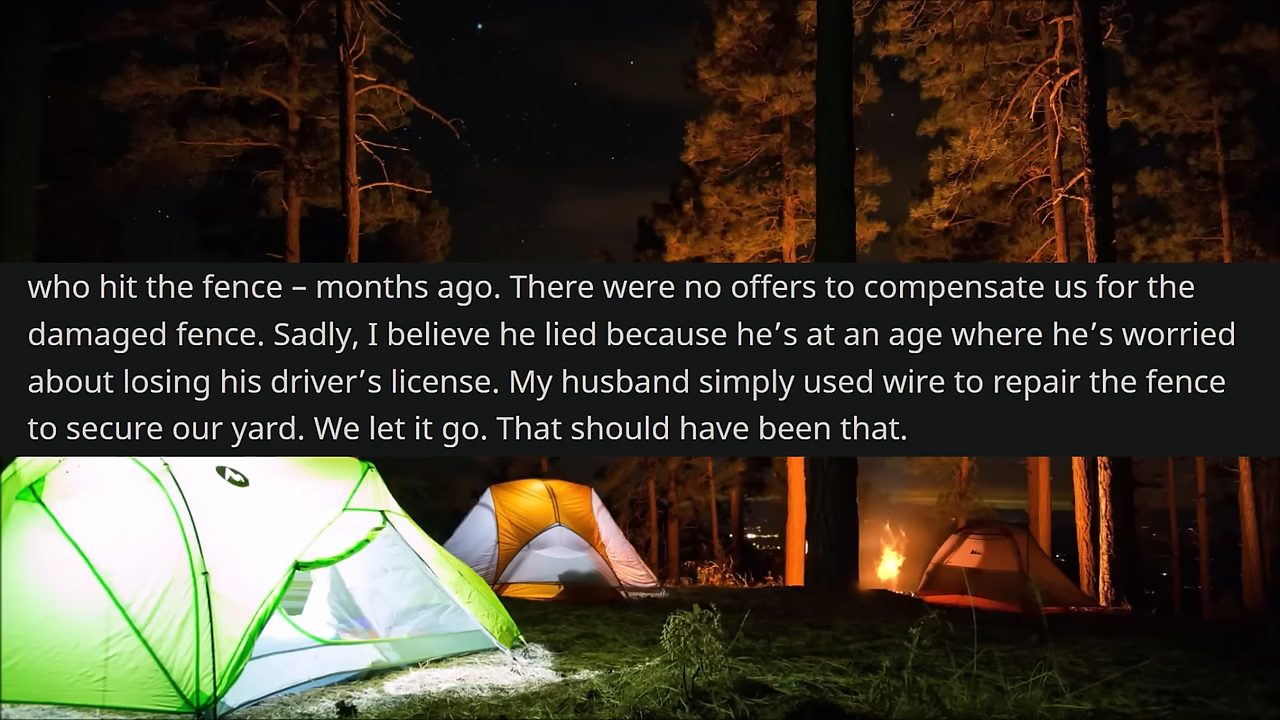 who hit the fence – months ago. There were no offers to compensate us for the
damaged fence. Sadly, I believe he lied because he’s at an age where he’s worried
about losing his driver’s license. My husband simply used wire to repair the fence
to secure our yard. We let it go. That should have been that.